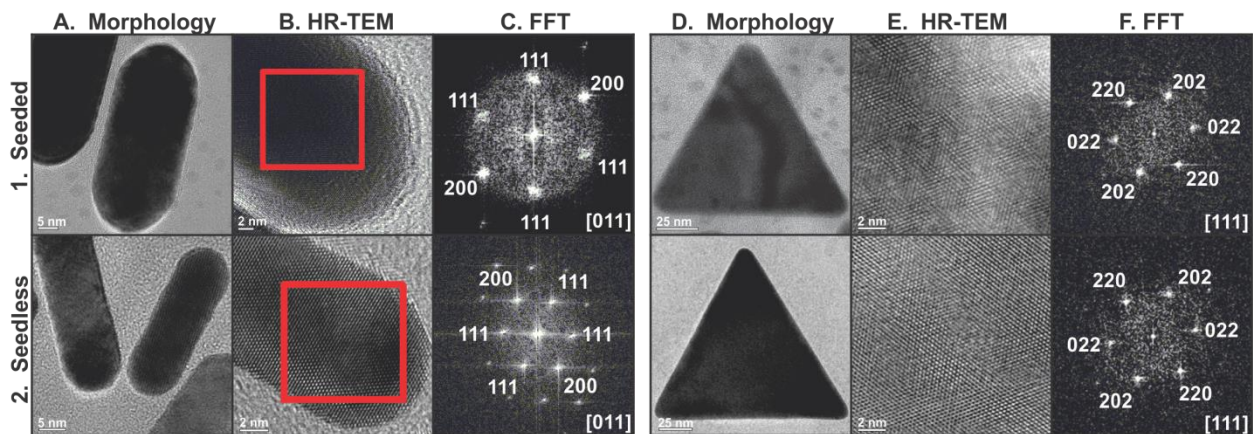 A. Morphology B. HR-TEM C. FFT D. Morphology E. HR-TEM F. FFT
1. Seeded
5 nm
2 nm
111
200
111
111
200
111
[011]
25 nm
2 nm
202
220
022
022
202
220
[111]
2. Seedless
5 nm
2 nm
200
111
111
111
111
200
[011]
25 nm
2 nm
202
220
022
022
202
220
[111]